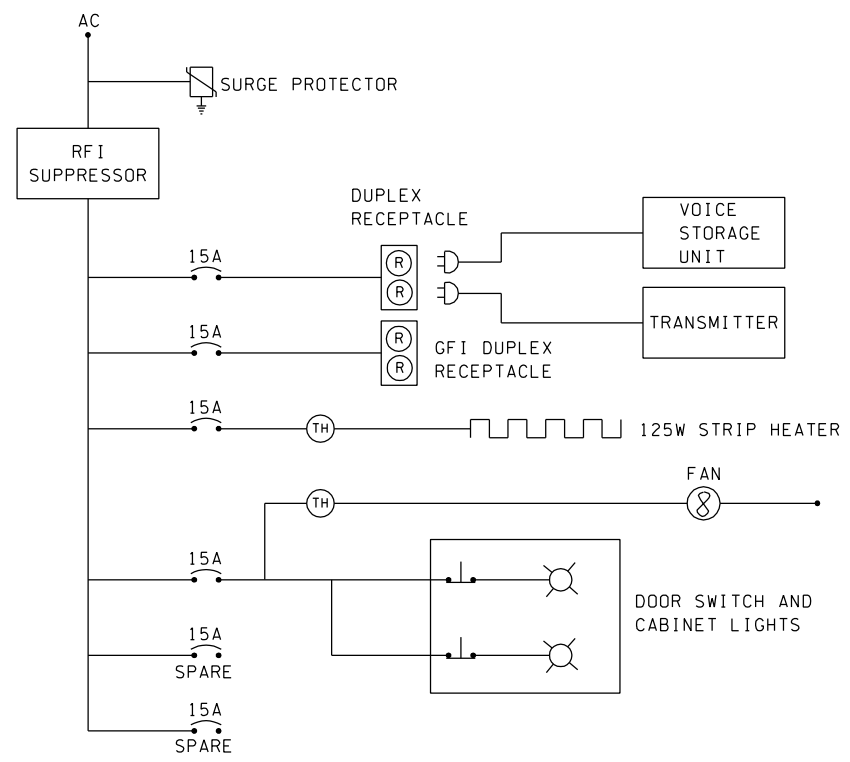 AC
SURGE PROTECTOR
RFI
SUPPRESSOR
DUPLEX
RECEPTACLE
VOICE
STORAGE
UNIT
15A
R
R
TRANSMITTER
15A
R
R
GFI DUPLEX
RECEPTACLE
15A
TH
125W STRIP HEATER
FAN
TH
15A
DOOR SWITCH AND
CABINET LIGHTS
15A
SPARE
15A
SPARE